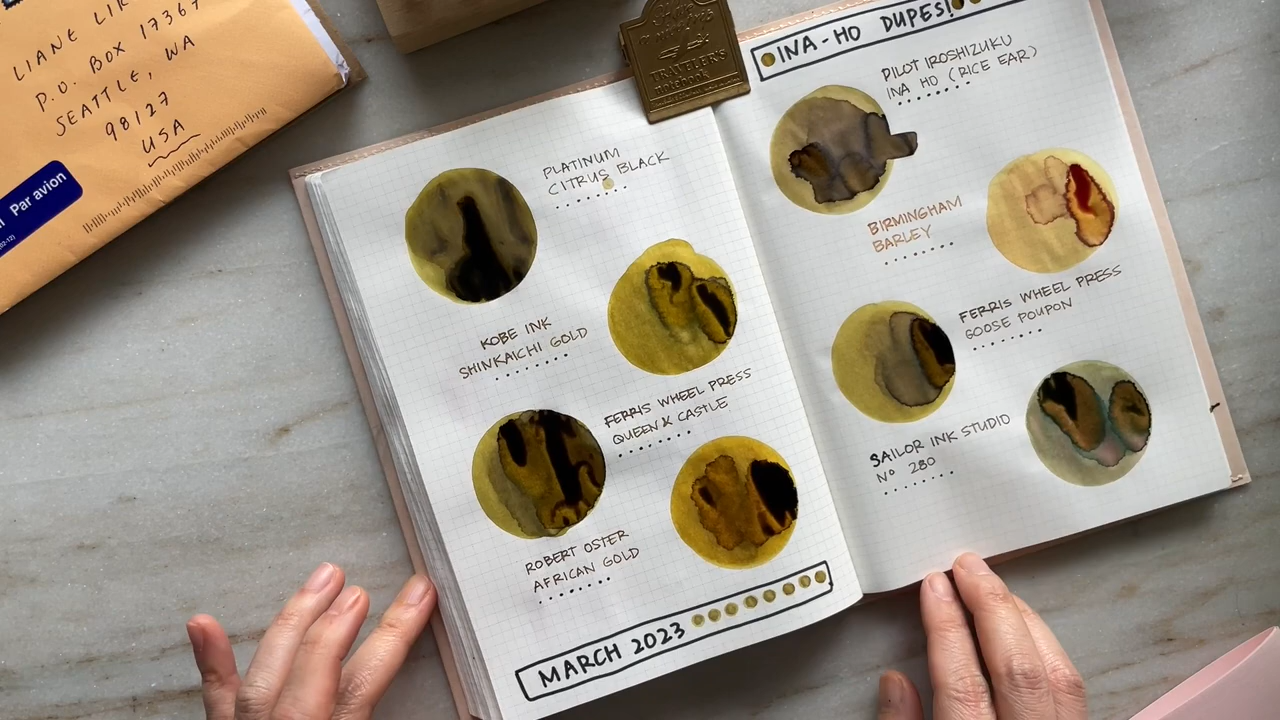 LIANE
P.O. BOX 17367
SEATTLE, WA
98127
USA
Par avion
TRAVELER'S
notebook
PLATINUM
CITRUS BLACK
KOBE INK
SHINKAICHI GOLD
FERRIS WHEEL PRESS
QUEEN & CASTLE
ROBERT OSTER
AFRICAN GOLD
MARCH 2023
INA-HO DUPES!
PILOT IROSHIZUKU
INA HO (RICE EAR)
BIRMINGHAM
BARLEY
FERRIS WHEEL PRESS
GOOSE POUPON
SAILOR INK STUDIO
Nº 280